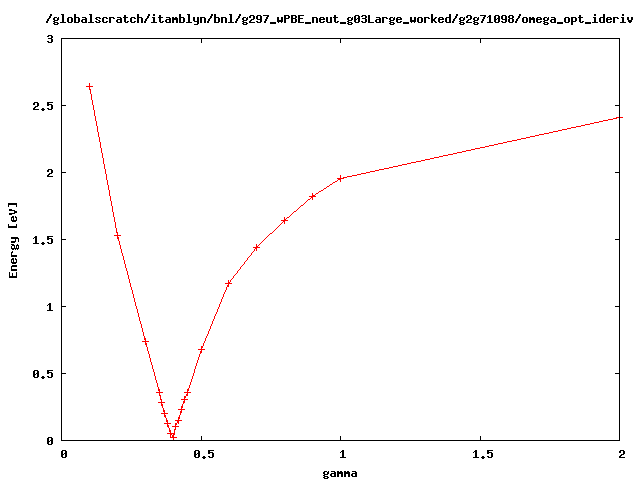 /globalscratch/itamblyn/bnl/g297_wPBE_neut_g03Large_worked/g2g71098/omega_opt_ideriv
3
2.5
2
1.5
1
0.5
0
Energy [eV]
0 0.5 1 1.5 2
gamma